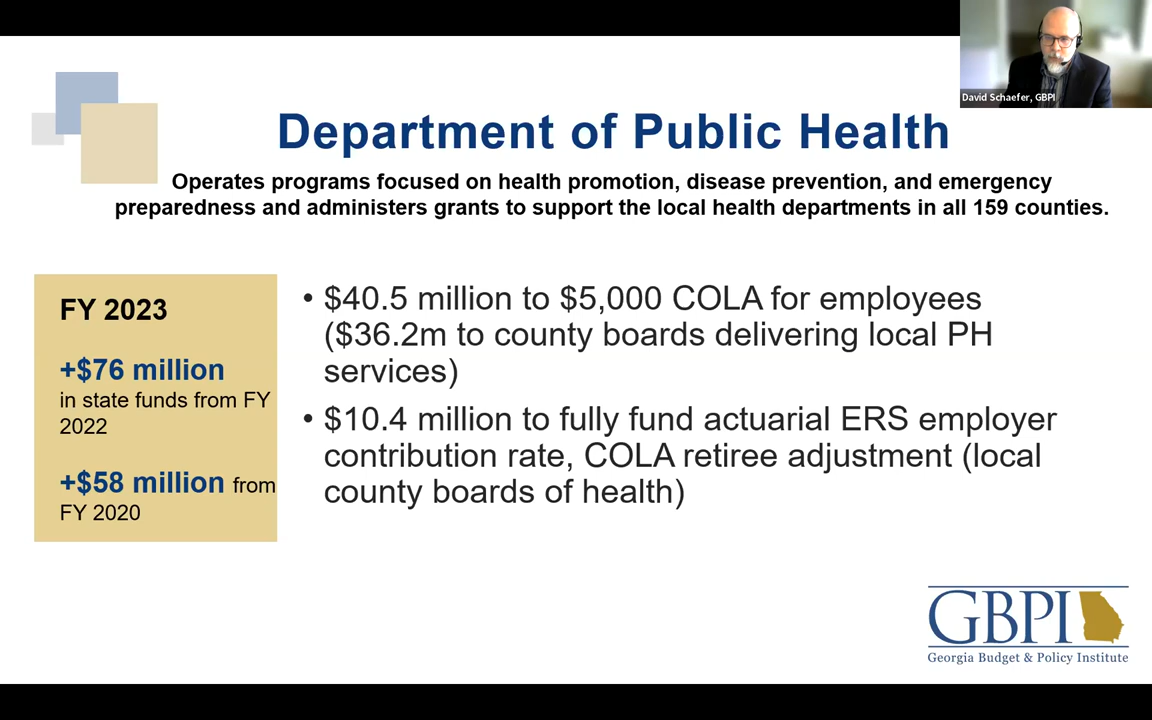 David Schaefer, GBPI
Department of Public Health
Operates programs focused on health promotion, disease prevention, and emergency
preparedness and administers grants to support the local health departments in all 159 counties.
FY 2023
+$76 million
in state funds from FY
2022
+$58 million from
FY 2020
• $40.5 million to $5,000 COLA for employees
($36.2m to county boards delivering local PH
services)
• $10.4 million to fully fund actuarial ERS employer
contribution rate, COLA retiree adjustment (local
county boards of health)
GBPI
Georgia Budget & Policy Institute